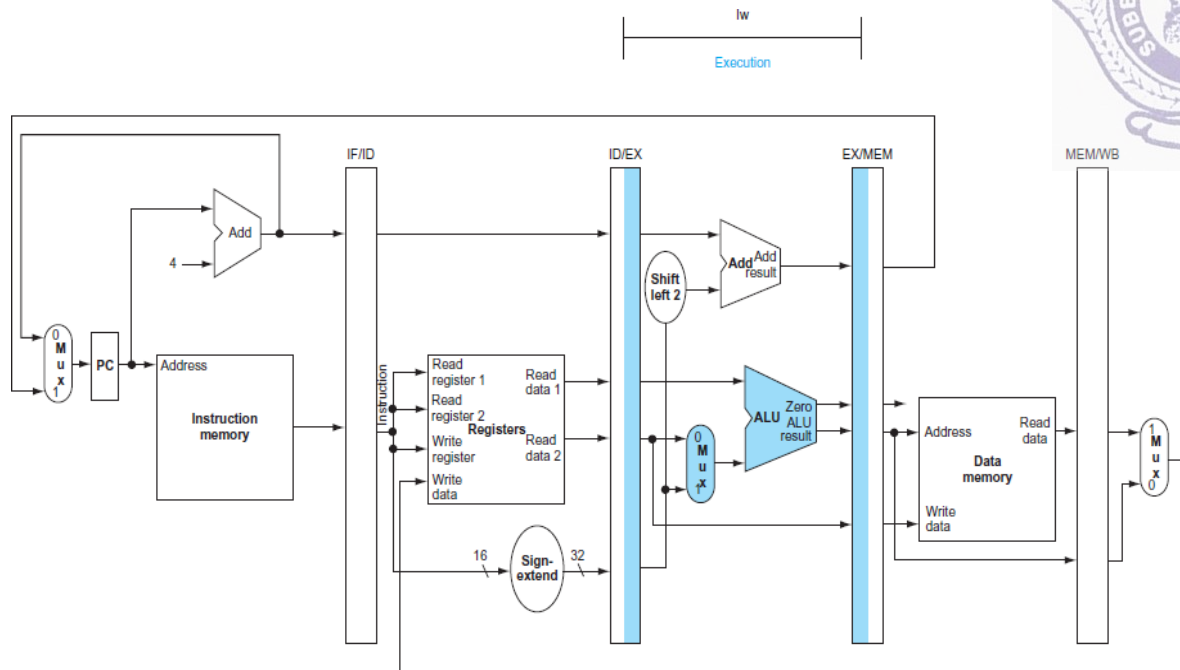 lw
Execution
SUBB
IF/ID
ID/EX
EX/MEM
MEM/WB
Add
4
Shift
left 2
Add
Add
result
0
M
u
x
1
PC
Address
Instruction
memory
Instruction
Read
register 1
Read
register 2
Write
register
Write
data
Registers
Read
data 1
Read
data 2
0
M
u
x
1
ALU
Zero
ALU
result
Address
Write
data
Data
memory
Read
data
1
M
u
x
0
16
Sign-
extend
32